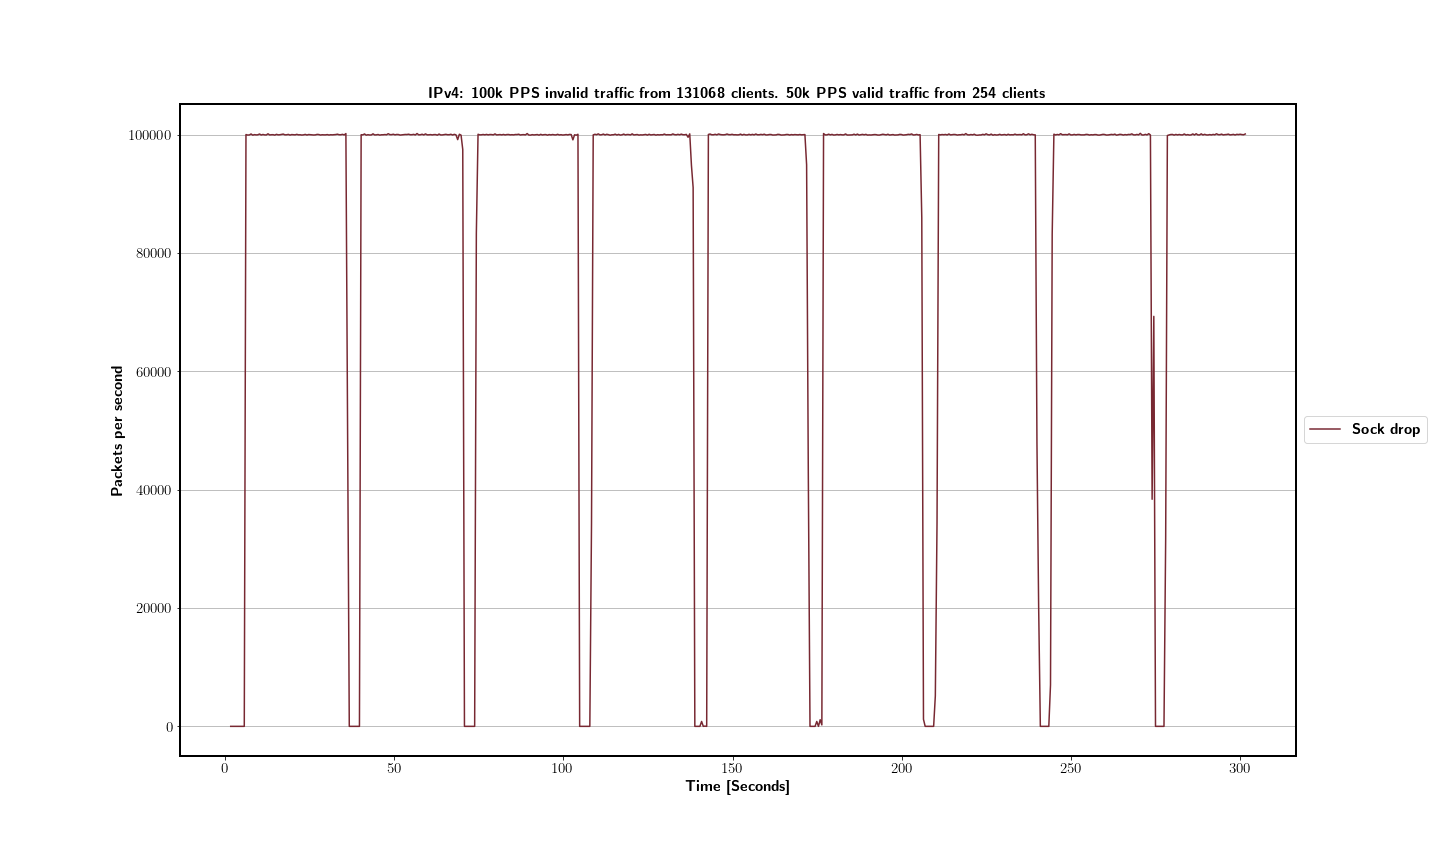 IPv4: 100k PPS invalid traffic from 131068 clients. 50k PPS valid traffic from 254 clients
100000
80000
60000
40000
20000
0
Packets per second
0 50 100 150 200 250 300
Time [Seconds]
Sock drop